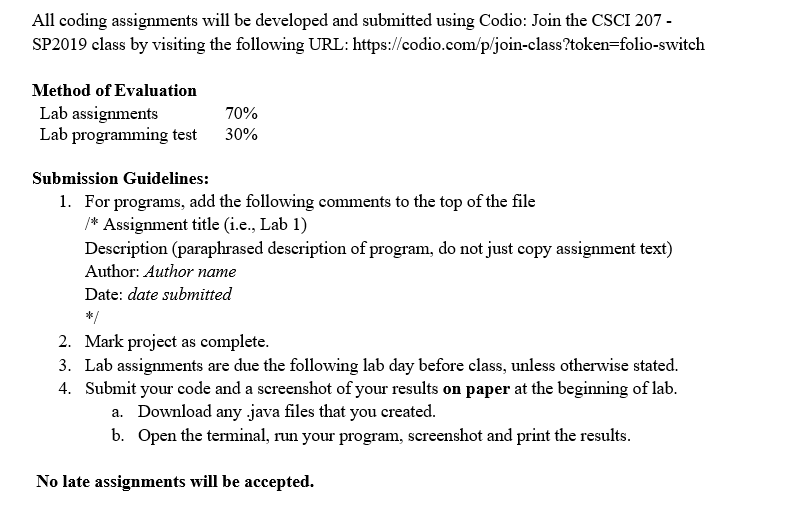 All coding assignments will be developed and submitted using Codio: Join the CSCI 207 -
SP2019 class by visiting the following URL: https://codio.com/p/join-class?token=folio-switch
Method of Evaluation
Lab assignments 70%
Lab programming test 30%
Submission Guidelines:
1. For programs, add the following comments to the top of the file
/* Assignment title (i.e., Lab 1)
Description (paraphrased description of program, do not just copy assignment text)
Author: Author name
Date: date submitted
*/
2. Mark project as complete.
3. Lab assignments are due the following lab day before class, unless otherwise stated.
4. Submit your code and a screenshot of your results on paper at the beginning of lab.
a. Download any .java files that you created.
b. Open the terminal, run your program, screenshot and print the results.
No late assignments will be accepted.